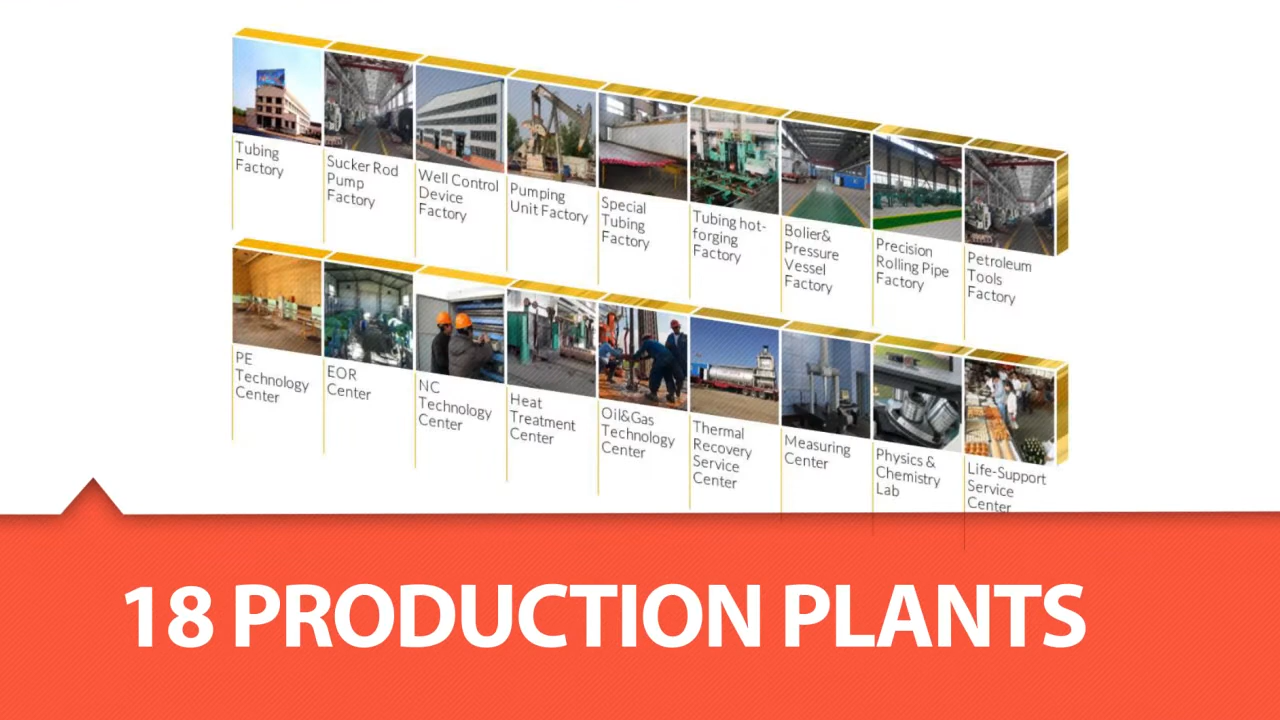 Tubing
Factory
Sucker Rod
Pump
Factory
Well Control
Device
Factory
Pumping
Unit Factory
Special
Tubing
Factory
Tubing hot-
forging
Factory
Bolier&
Pressure
Vessel
Factory
Precision
Rolling Pipe
Factory
Petroleum
Tools
Factory
PE
Technology
Center
EOR
Center
NC
Technology
Center
Heat
Treatment
Center
Oil&Gas
Technology
Center
Thermal
Recovery
Service
Center
Measuring
Center
Physics &
Chemistry
Lab
Life-Support
Service
Center
18 PRODUCTION PLANTS